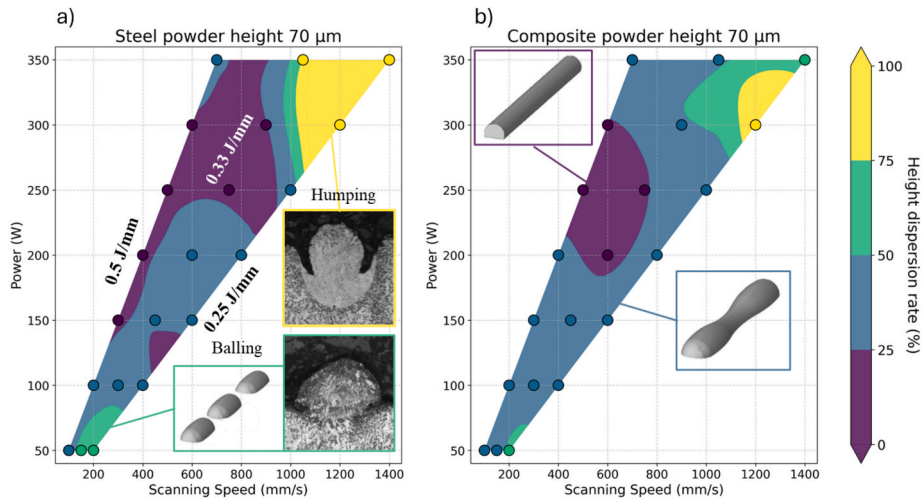 a)
Steel powder height 70 μm
350
300
250
200
150
100
50
Power (W)
200 400 600 800 1000 1200 1400
Scanning Speed (mm/s)
0.5 J/mm
0.33 J/mm
0.25 J/mm
Humping
Balling
b)
Composite powder height 70 μm
350
300
250
200
150
100
50
Power (W)
200 400 600 800 1000 1200 1400
Scanning Speed (mm/s)
100
75
50
25
0
Height dispersion rate (%)